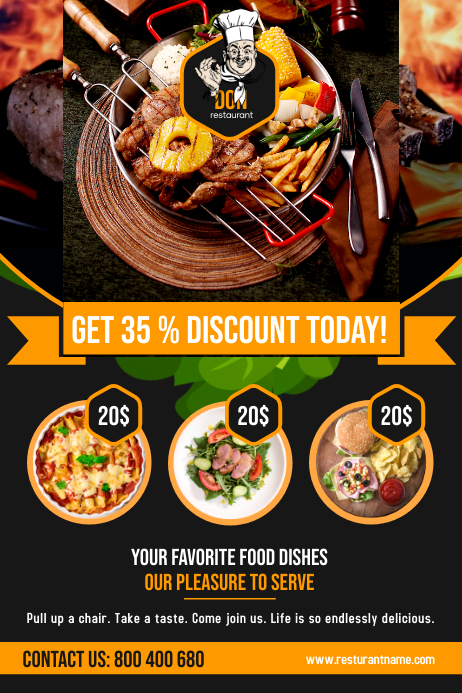 DON
restaurant
GET 35 % DISCOUNT TODAY!
20$ 20$ 20$
YOUR FAVORITE FOOD DISHES
OUR PLEASURE TO SERVE
Pull up a chair. Take a taste. Come join us. Life is so endlessly delicious.
CONTACT US: 800 400 680
www.resturantname.com